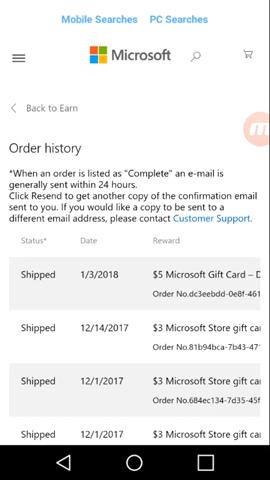 Mobile Searches PC Searches
Microsoft
Back to Earn
Order history
*When an order is listed as "Complete" an e-mail is
generally sent within 24 hours.
Click Resend to get another copy of the confirmation email
sent to you. If you would like a copy to be sent to a
different email address, please contact Customer Support.
Status* Date Reward
Shipped 1/3/2018 $5 Microsoft Gift Card – D
Order No.dc3eebdd-0e8f-461
Shipped 12/14/2017 $3 Microsoft Store gift car
Order No.81b94bca-7b43-47
Shipped 12/1/2017 $3 Microsoft Store gift car
Order No.684ec134-7d35-45f
Shipped 12/1/2017 $3 Microsoft Store gift car